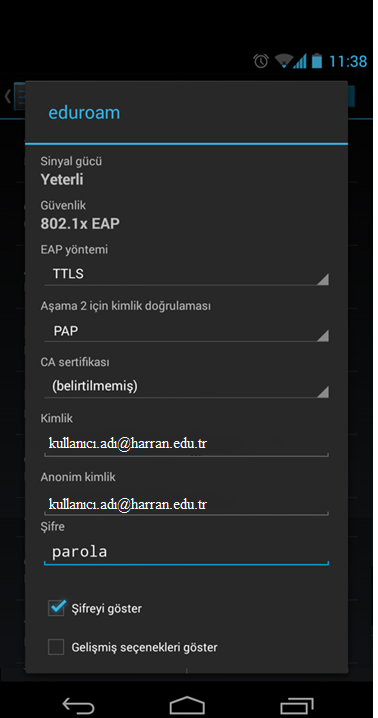 11:38
eduroam
Sinyal gücü
Yeterli
Güvenlik
802.1x EAP
EAP yöntemi
TTLS
Aşama 2 için kimlik doğrulaması
PAP
CA sertifikası
(belirtilmemiş)
Kimlik
kullanıcı.adı@harran.edu.tr
Anonim kimlik
kullanıcı.adı@harran.edu.tr
Şifre
parola
Şifreyi göster
Gelişmiş seçenekleri göster